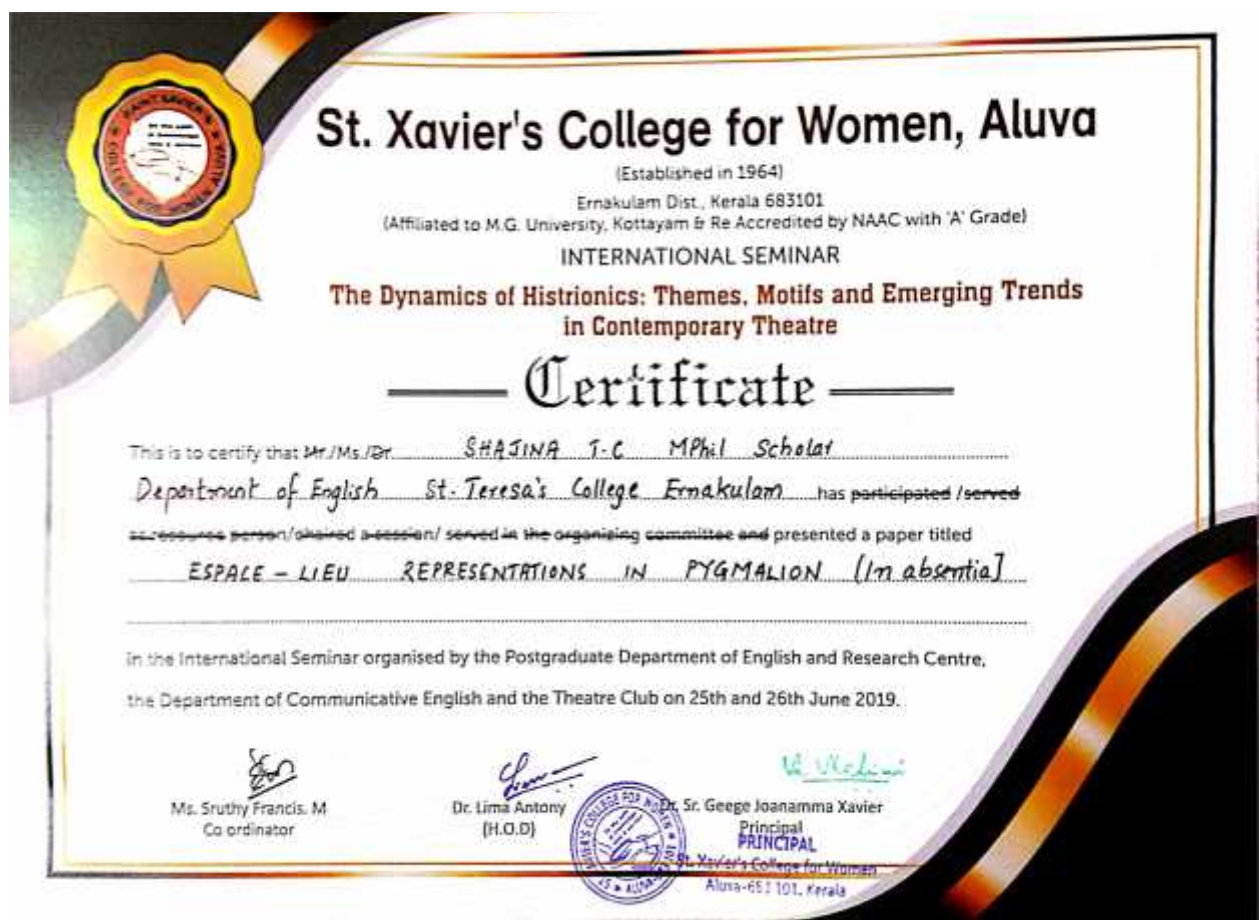 SAINT XAVIER'S
COLLEGE FOR WOMEN ALUVA
St. Xavier's College for Women, Aluva
(Established in 1964)
Ernakulam Dist., Kerala 683101
(Affiliated to M.G. University, Kottayam & Re Accredited by NAAC with 'A' Grade)
INTERNATIONAL SEMINAR
The Dynamics of Histrionics: Themes, Motifs and Emerging Trends
in Contemporary Theatre
Certificate
This is to certify that Mr./Ms./Dr. SHAJINA T.C MPhil Scholar
Department of English St. Teresa's College Ernakulam has participated /served
as resource person/chaired a session/ served in the organising committee and presented a paper titled
ESPACE - LIEU REPRESENTATIONS IN PYGMALION [In absentia]
in the International Seminar organised by the Postgraduate Department of English and Research Centre,
the Department of Communicative English and the Theatre Club on 25th and 26th June 2019.
Ms. Sruthy Francis. M
Co ordinator
Dr. Lima Antony
(H.O.D)
Dr. Sr. Geege Joanamma Xavier
Principal
PRINCIPAL
St. Xavier's College for Women
Aluva-683 101, Kerala